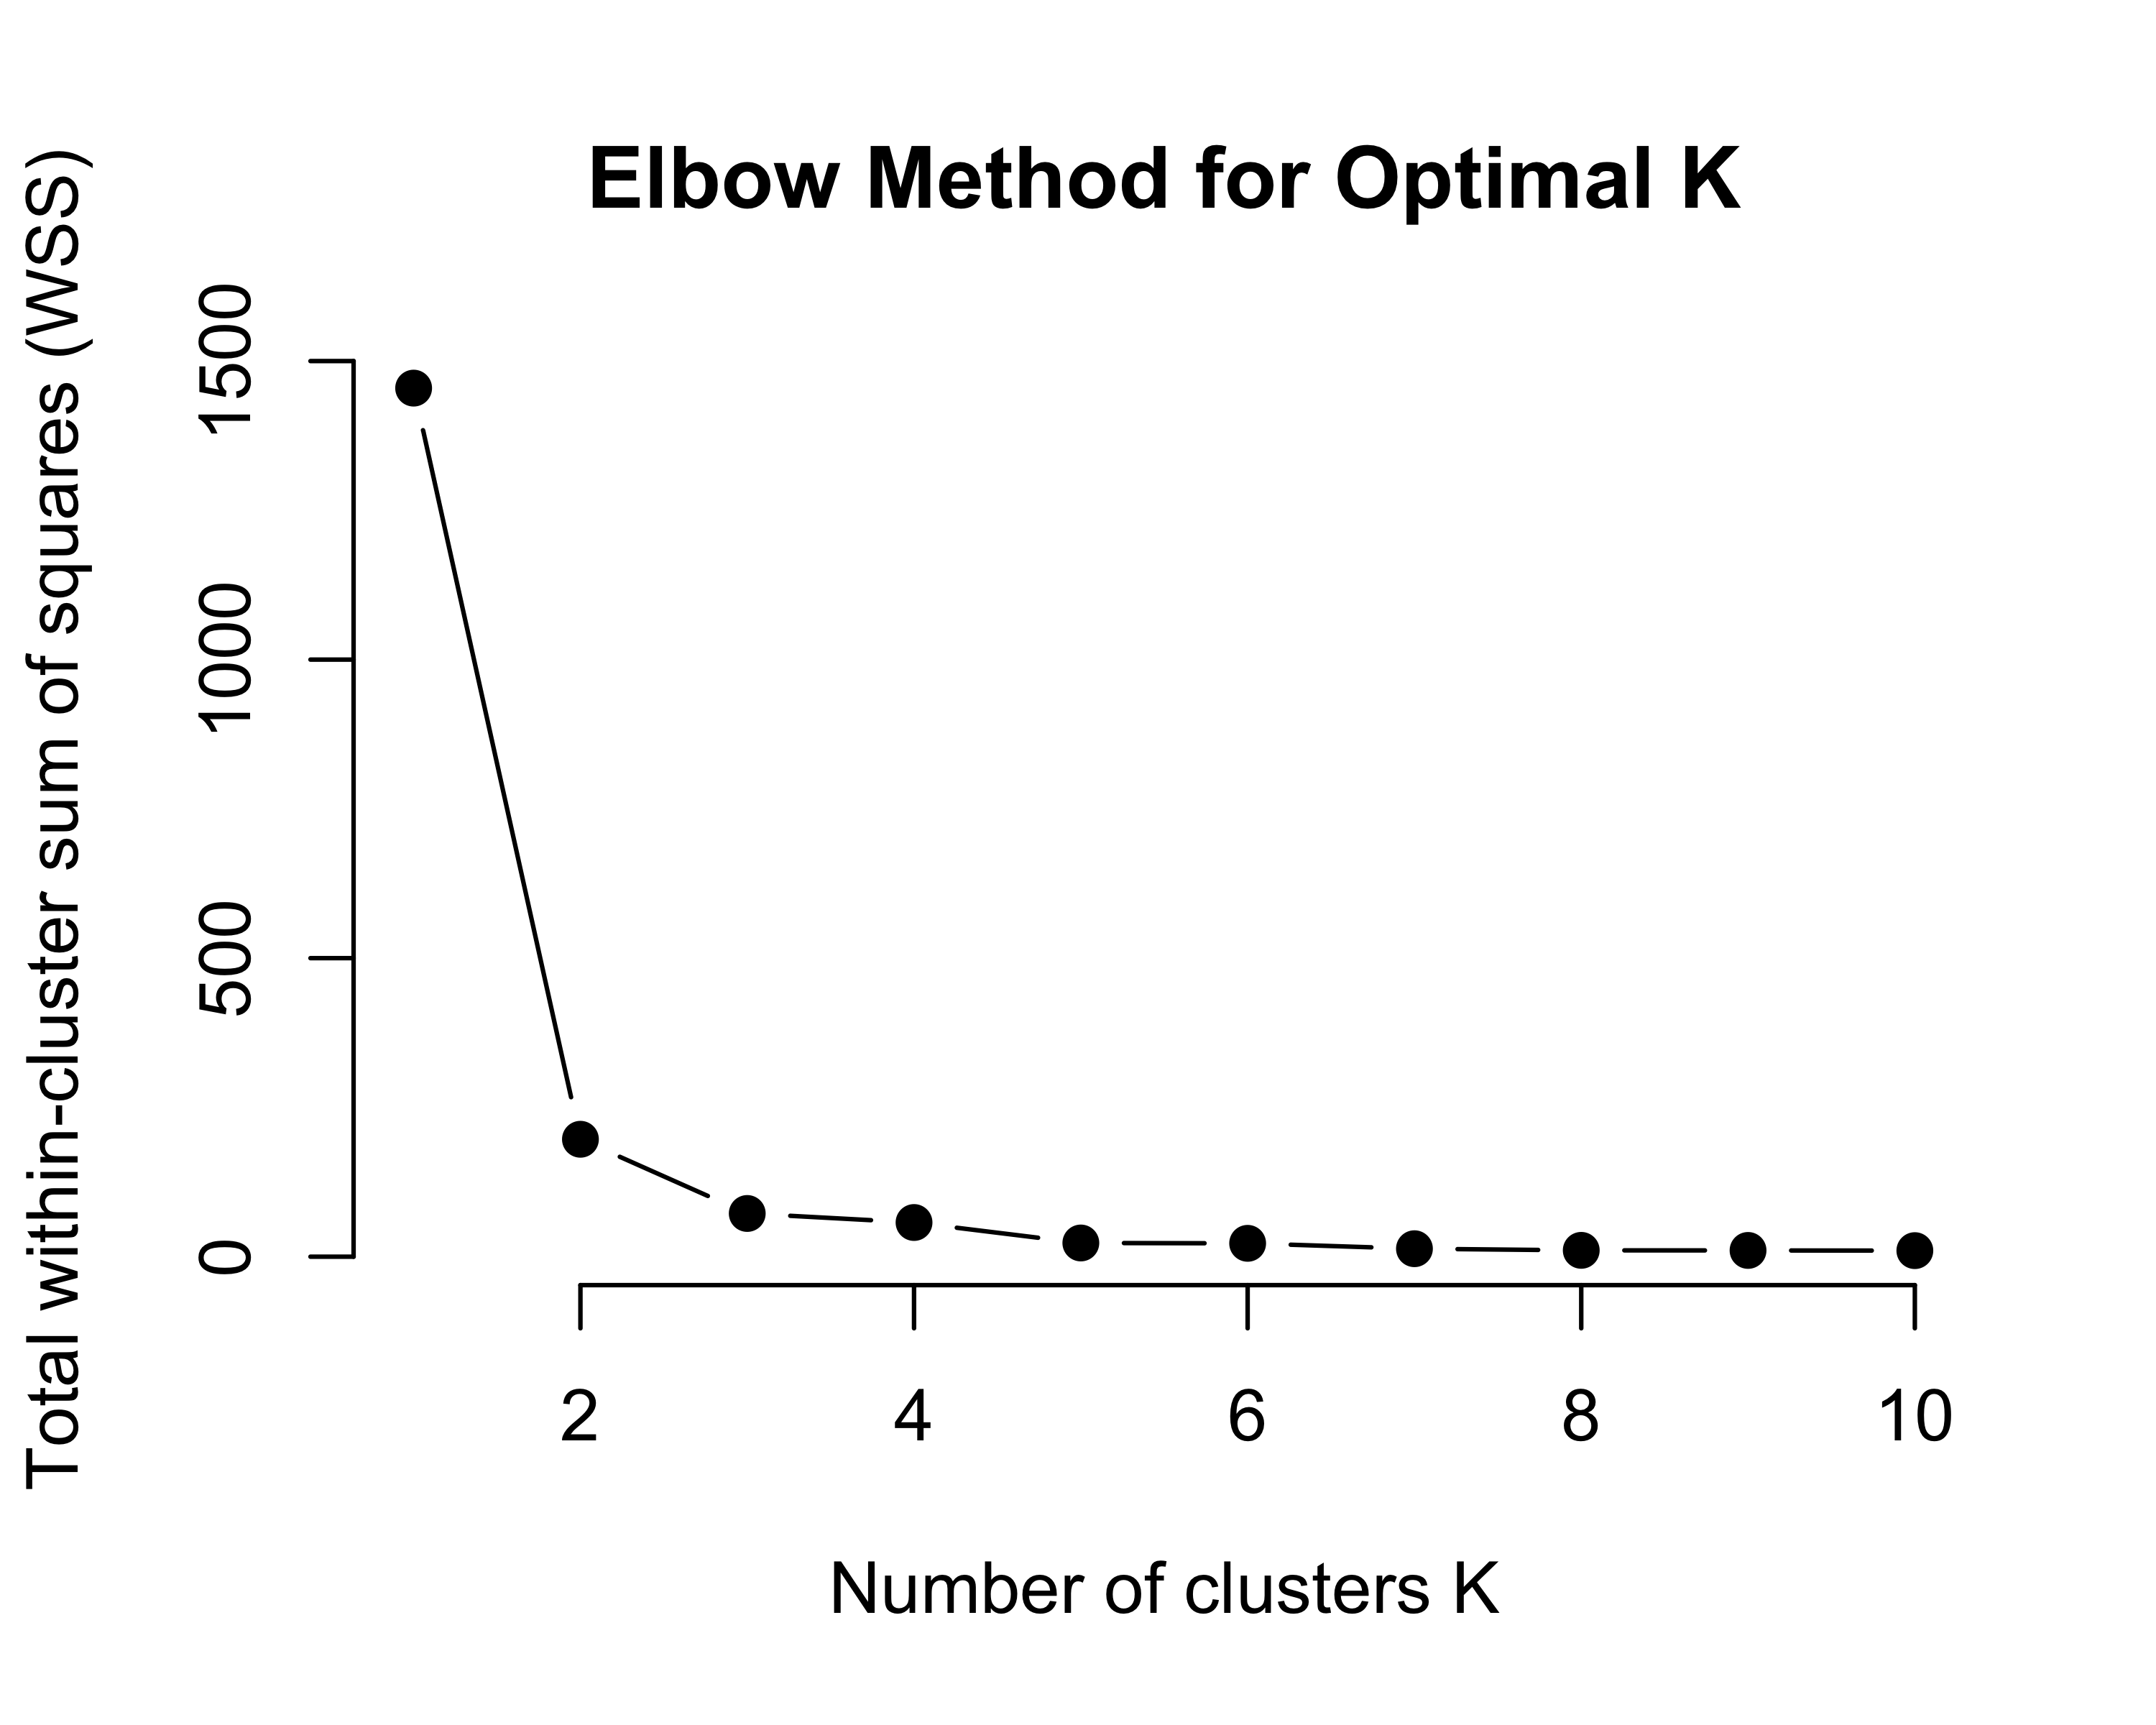 Elbow Method for Optimal K
Total within-cluster sum of squares (WSS)
1500
1000
500
0
2 4 6 8 10
Number of clusters K